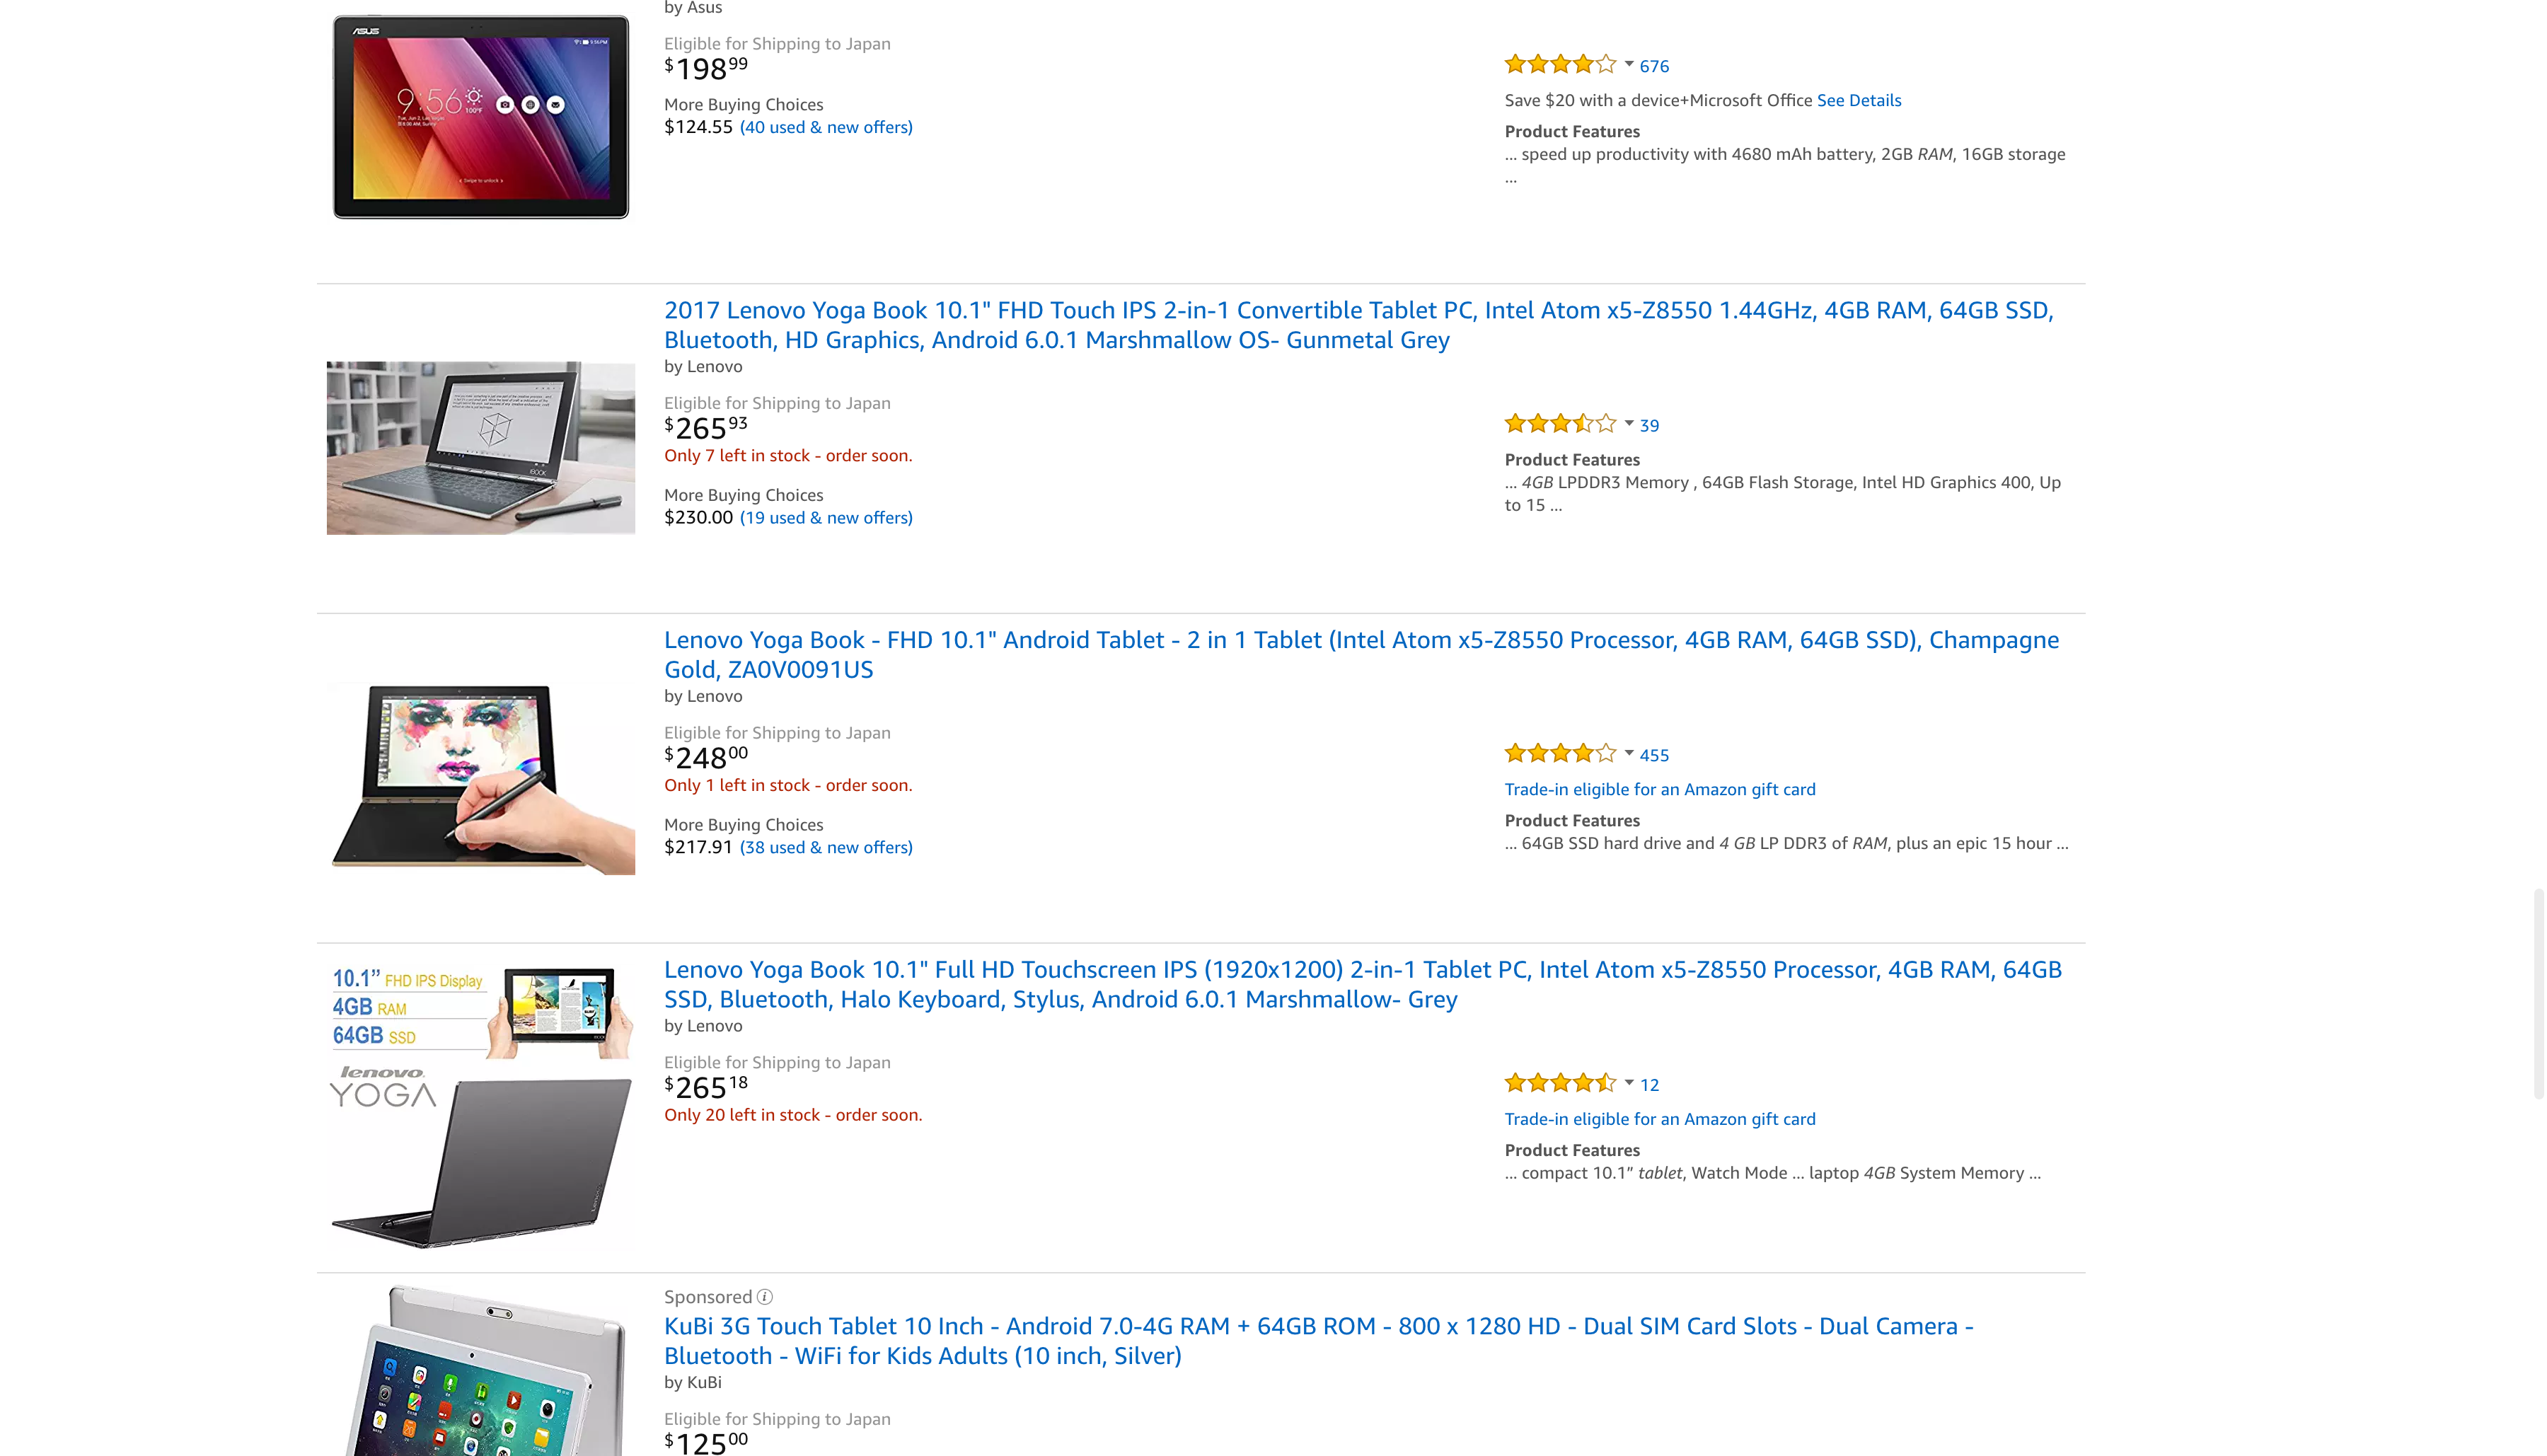 by Asus
ASUS
9:56
100°F
Eligible for Shipping to Japan
$198 99
More Buying Choices
$124.55 (40 used & new offers)
676
Save $20 with a device+Microsoft Office See Details
Product Features
... speed up productivity with 4680 mAh battery, 2GB RAM, 16GB storage
...
2017 Lenovo Yoga Book 10.1" FHD Touch IPS 2-in-1 Convertible Tablet PC, Intel Atom x5-Z8550 1.44GHz, 4GB RAM, 64GB SSD,
Bluetooth, HD Graphics, Android 6.0.1 Marshmallow OS- Gunmetal Grey
by Lenovo
Eligible for Shipping to Japan
$265 93
Only 7 left in stock - order soon.
More Buying Choices
$230.00 (19 used & new offers)
39
Product Features
... 4GB LPDDR3 Memory , 64GB Flash Storage, Intel HD Graphics 400, Up
to 15 ...
Lenovo Yoga Book - FHD 10.1" Android Tablet - 2 in 1 Tablet (Intel Atom x5-Z8550 Processor, 4GB RAM, 64GB SSD), Champagne
Gold, ZA0V0091US
by Lenovo
Eligible for Shipping to Japan
$248 00
Only 1 left in stock - order soon.
More Buying Choices
$217.91 (38 used & new offers)
455
Trade-in eligible for an Amazon gift card
Product Features
... 64GB SSD hard drive and 4 GB LP DDR3 of RAM, plus an epic 15 hour ...
10.1” FHD IPS Display
4GB RAM
64GB SSD
lenovo
YOGA
Lenovo Yoga Book 10.1" Full HD Touchscreen IPS (1920x1200) 2-in-1 Tablet PC, Intel Atom x5-Z8550 Processor, 4GB RAM, 64GB
SSD, Bluetooth, Halo Keyboard, Stylus, Android 6.0.1 Marshmallow- Grey
by Lenovo
Eligible for Shipping to Japan
$265 18
Only 20 left in stock - order soon.
12
Trade-in eligible for an Amazon gift card
Product Features
... compact 10.1” tablet, Watch Mode ... laptop 4GB System Memory ...
Sponsored
KuBi 3G Touch Tablet 10 Inch - Android 7.0-4G RAM + 64GB ROM - 800 x 1280 HD - Dual SIM Card Slots - Dual Camera -
Bluetooth - WiFi for Kids Adults (10 inch, Silver)
by KuBi
Eligible for Shipping to Japan
$125 00